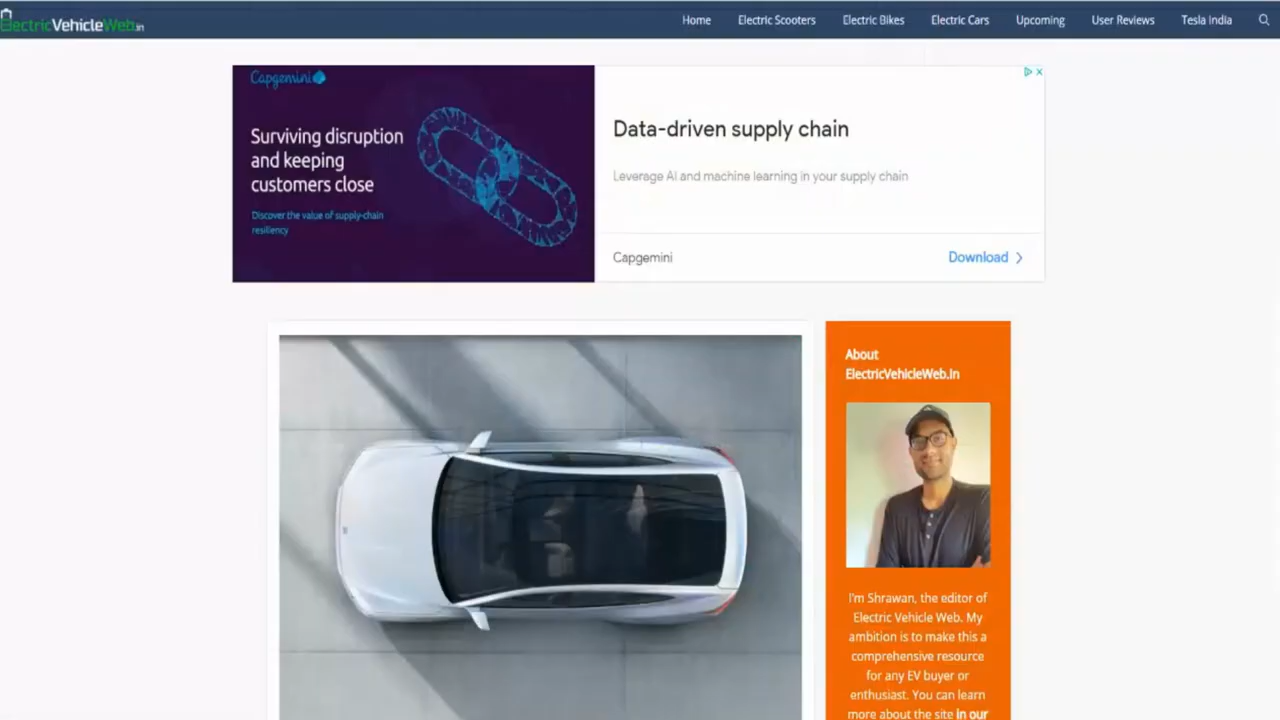 ElectricVehicleWeb.in
Home
Electric Scooters
Electric Bikes
Electric Cars
Upcoming
User Reviews
Tesla India
Capgemini
Surviving disruption
and keeping
customers close
Discover the value of supply-chain
resiliency
Data-driven supply chain
Leverage AI and machine learning in your supply chain
Capgemini
Download
About
ElectricVehicleWeb.in
I'm Shrawan, the editor of
Electric Vehicle Web. My
ambition is to make this a
comprehensive resource
for any EV buyer or
enthusiast. You can learn
more about the site in our